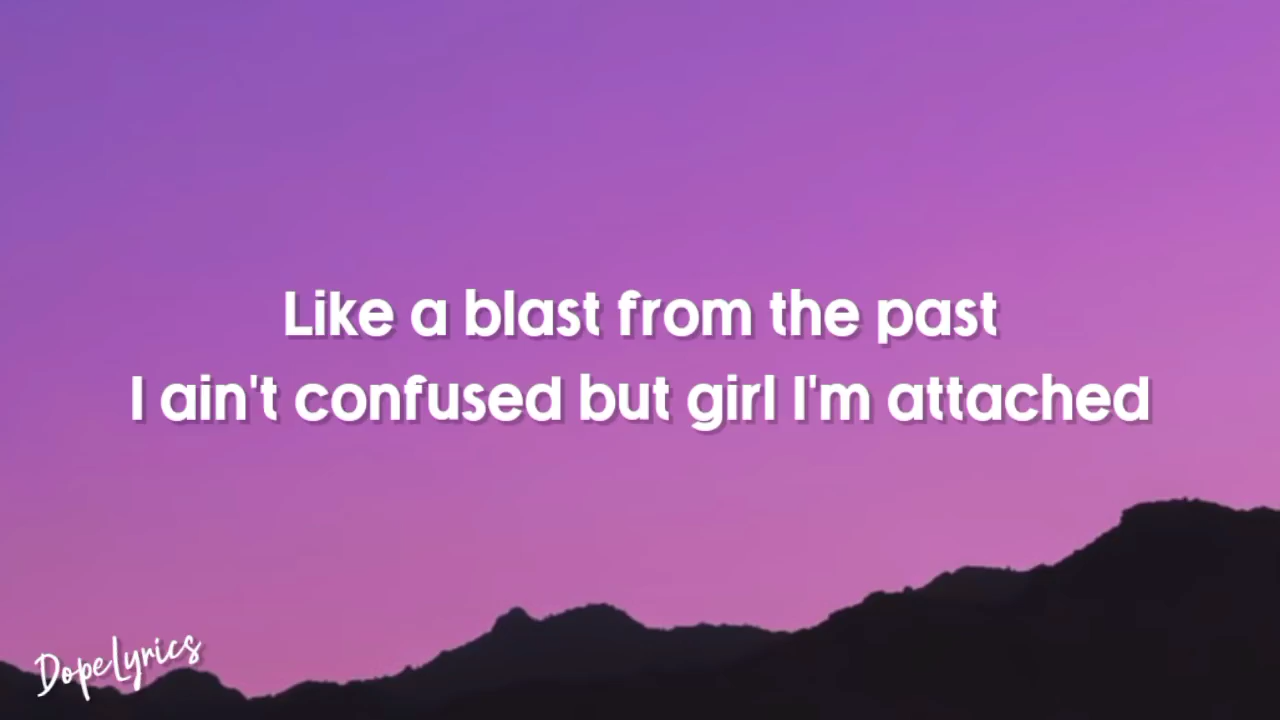 Like a blast from the past
I ain't confused but girl I'm attached
DopeLyrics